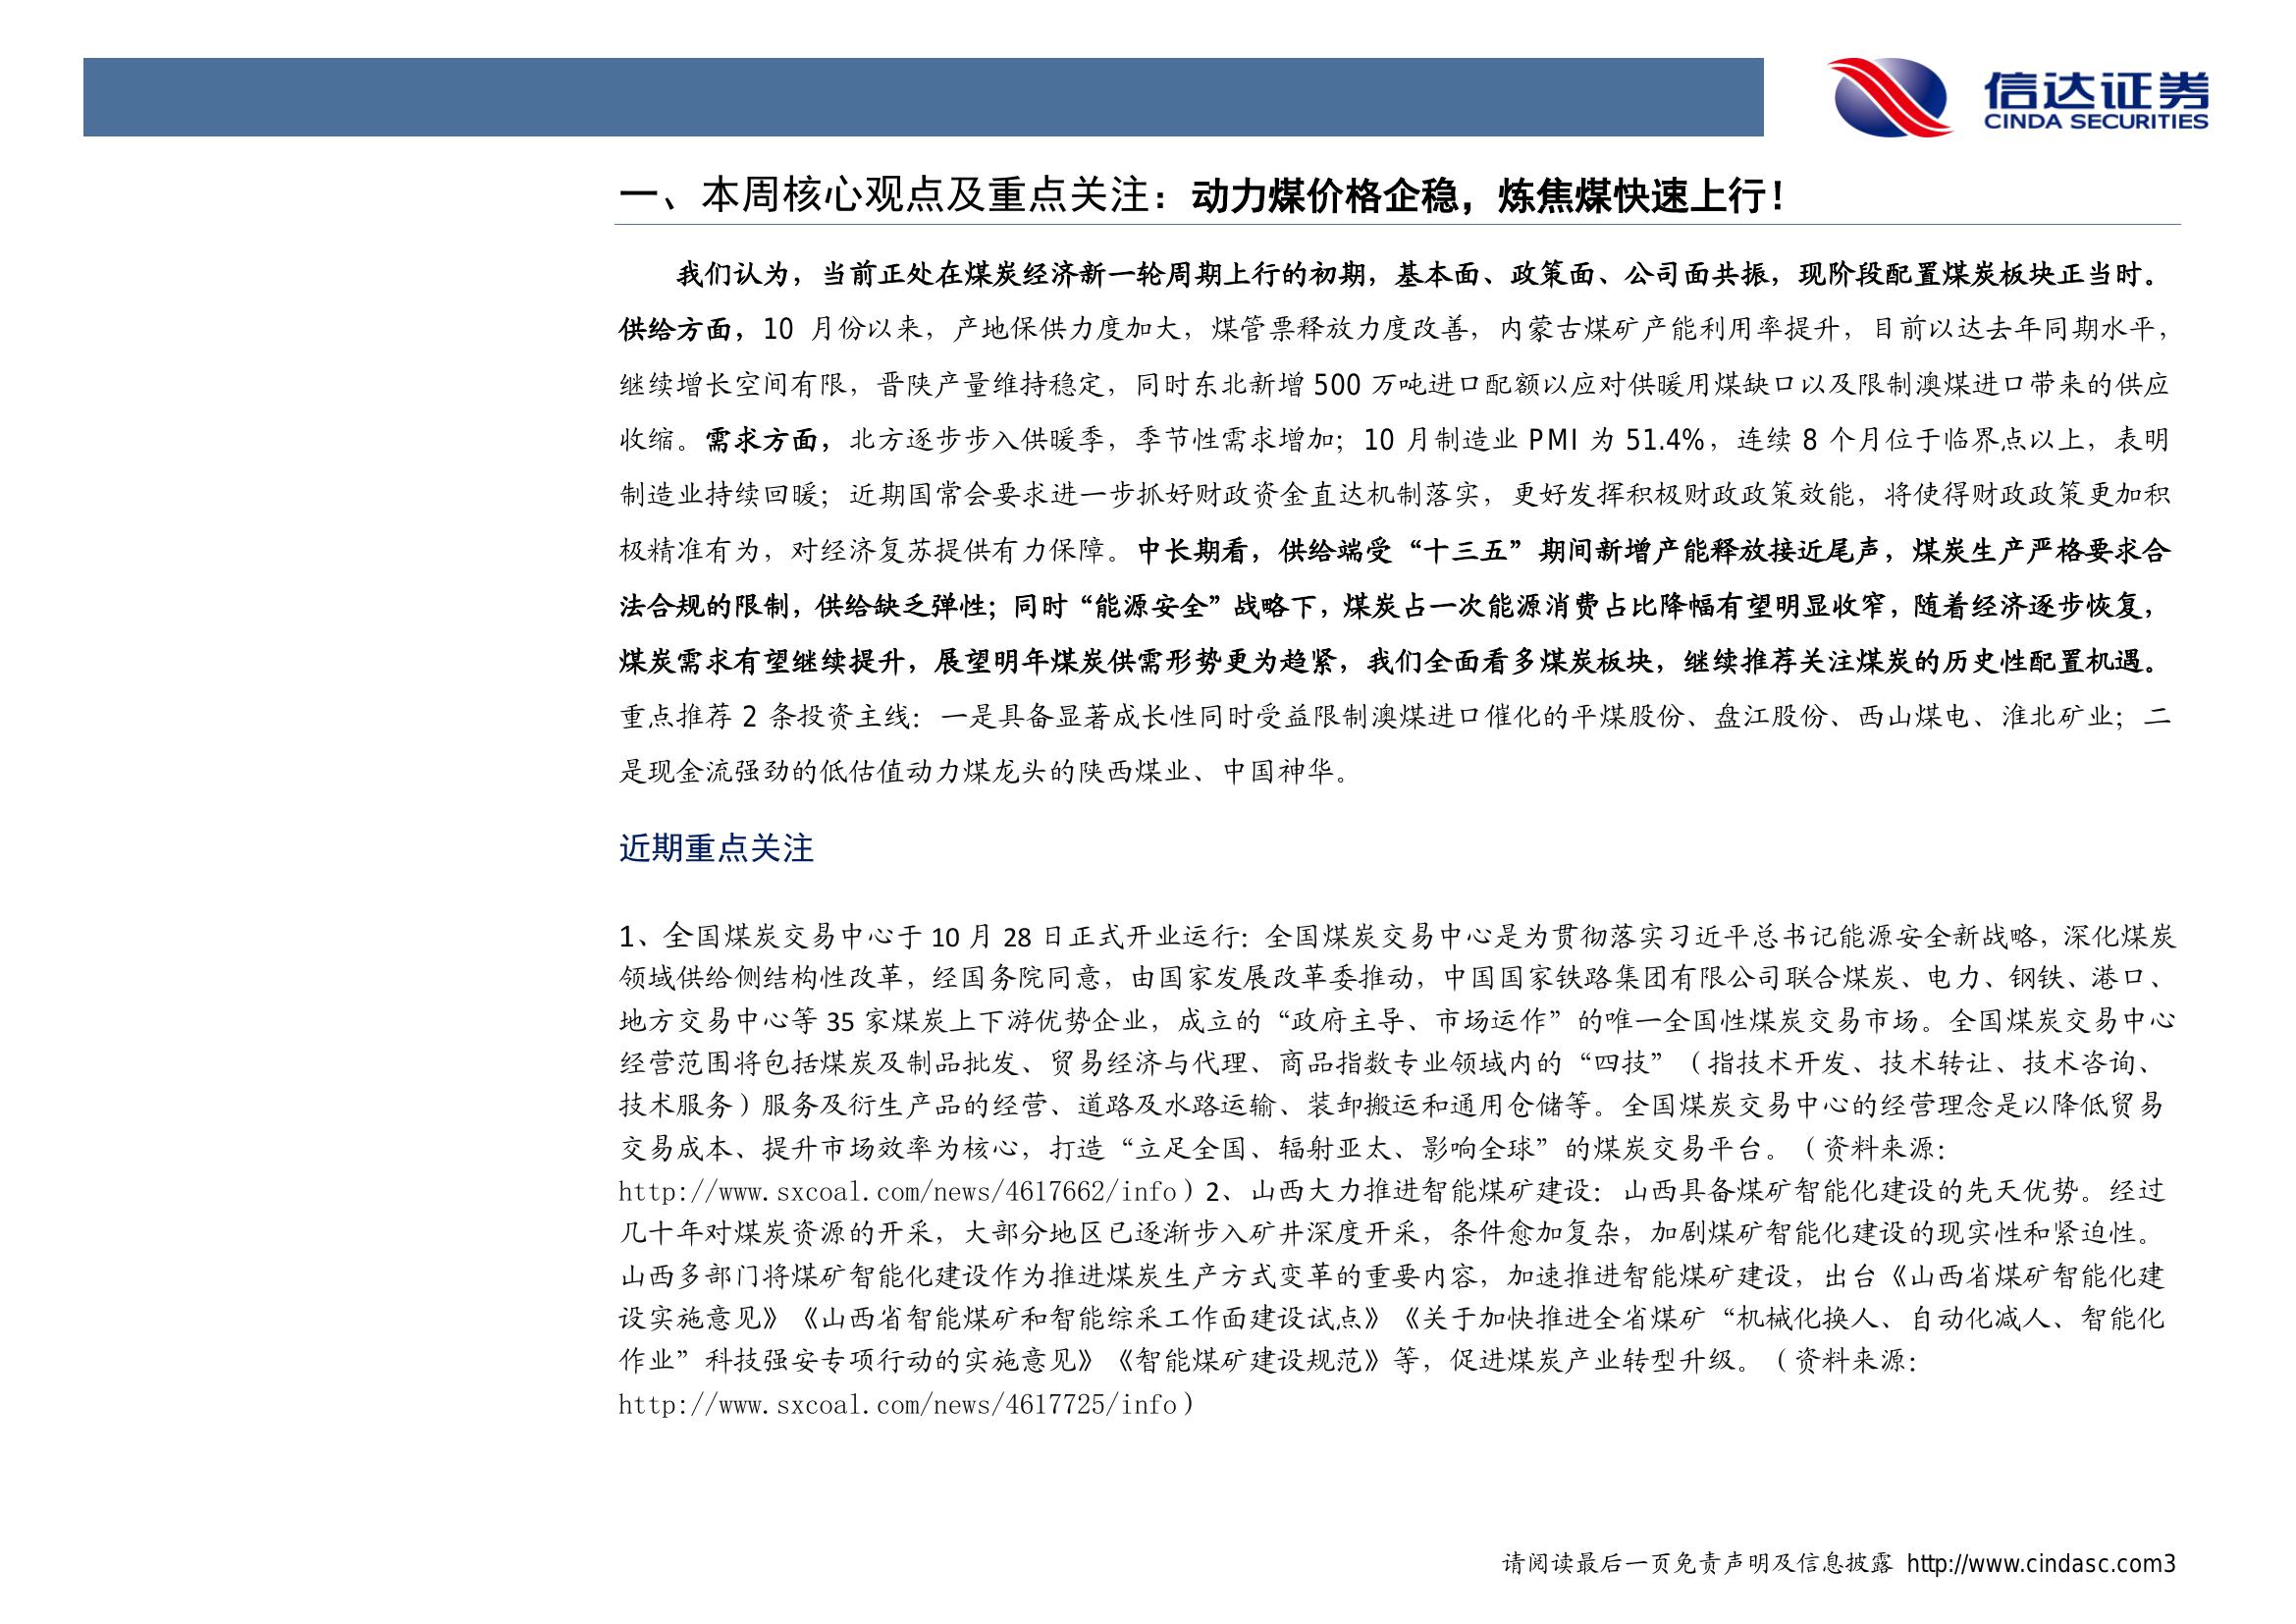 信达证券
CINDA SECURITIES
一、本周核心观点及重点关注：动力煤价格企稳，炼焦煤快速上行！
我们认为，当前正处在煤炭经济新一轮周期上行的初期，基本面、政策面、公司面共振，现阶段配置煤炭板块正当时。
供给方面，10 月份以来，产地保供力度加大，煤管票释放力度改善，内蒙古煤矿产能利用率提升，目前以达去年同期水平，
继续增长空间有限，晋陕产量维持稳定，同时东北新增 500 万吨进口配额以应对供暖用煤缺口以及限制澳煤进口带来的供应
收缩。需求方面，北方逐步步入供暖季，季节性需求增加；10 月制造业 PMI 为 51.4%，连续 8 个月位于临界点以上，表明
制造业持续回暖；近期国常会要求进一步抓好财政资金直达机制落实，更好发挥积极财政政策效能，将使得财政政策更加积
极精准有为，对经济复苏提供有力保障。中长期看，供给端受“十三五”期间新增产能释放接近尾声，煤炭生产严格要求合
法合规的限制，供给缺乏弹性；同时“能源安全”战略下，煤炭占一次能源消费占比降幅有望明显收窄，随着经济逐步恢复，
煤炭需求有望继续提升，展望明年煤炭供需形势更为趋紧，我们全面看多煤炭板块，继续推荐关注煤炭的历史性配置机遇。
重点推荐 2 条投资主线：一是具备显著成长性同时受益限制澳煤进口催化的平煤股份、盘江股份、西山煤电、淮北矿业；二
是现金流强劲的低估值动力煤龙头的陕西煤业、中国神华。
近期重点关注
1、全国煤炭交易中心于 10 月 28 日正式开业运行：全国煤炭交易中心是为贯彻落实习近平总书记能源安全新战略，深化煤炭
领域供给侧结构性改革，经国务院同意，由国家发展改革委推动，中国国家铁路集团有限公司联合煤炭、电力、钢铁、港口、
地方交易中心等 35 家煤炭上下游优势企业，成立的“政府主导、市场运作”的唯一全国性煤炭交易市场。全国煤炭交易中心
经营范围将包括煤炭及制品批发、贸易经济与代理、商品指数专业领域内的“四技”（指技术开发、技术转让、技术咨询、
技术服务）服务及衍生产品的经营、道路及水路运输、装卸搬运和通用仓储等。全国煤炭交易中心的经营理念是以降低贸易
交易成本、提升市场效率为核心，打造“立足全国、辐射亚太、影响全球”的煤炭交易平台。（资料来源：
http://www.sxcoal.com/news/4617662/info）2、山西大力推进智能煤矿建设：山西具备煤矿智能化建设的先天优势。经过
几十年对煤炭资源的开采，大部分地区已逐渐步入矿井深度开采，条件愈加复杂，加剧煤矿智能化建设的现实性和紧迫性。
山西多部门将煤矿智能化建设作为推进煤炭生产方式变革的重要内容，加速推进智能煤矿建设，出台《山西省煤矿智能化建
设实施意见》《山西省智能煤矿和智能综采工作面建设试点》《关于加快推进全省煤矿“机械化换人、自动化减人、智能化
作业”科技强安专项行动的实施意见》《智能煤矿建设规范》等，促进煤炭产业转型升级。（资料来源：
http://www.sxcoal.com/news/4617725/info）
请阅读最后一页免责声明及信息披露 http://www.cindasc.com3